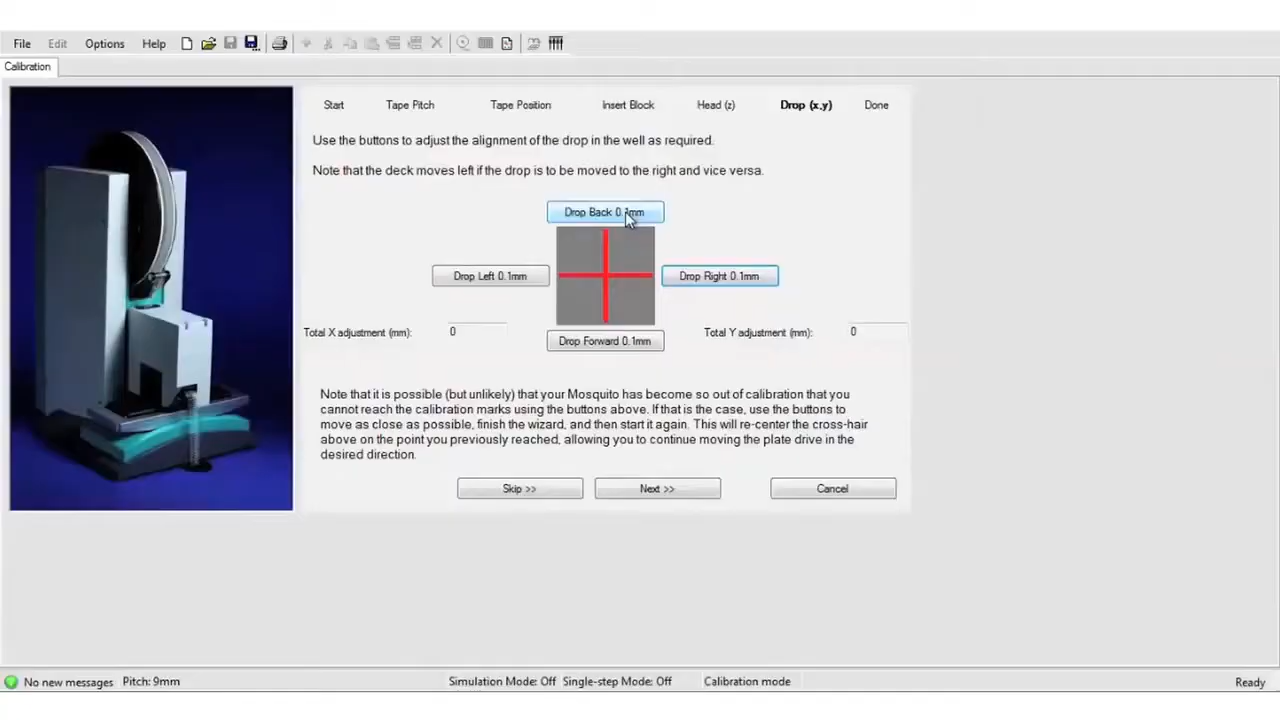 File Edit Options Help
Calibration
Start Tape Pitch Tape Position Insert Block Head (z) Drop (x,y) Done
Use the buttons to adjust the alignment of the drop in the well as required.
Note that the deck moves left if the drop is to be moved to the right and vice versa.
Drop Back 0.1mm
Drop Left 0.1mm Drop Right 0.1mm
Total X adjustment (mm): 0 Total Y adjustment (mm): 0
Drop Forward 0.1mm
Note that it is possible (but unlikely) that your Mosquito has become so out of calibration that you
cannot reach the calibration marks using the buttons above. If that is the case, use the buttons to
move as close as possible, finish the wizard, and then start it again. This will re-center the cross-hair
above on the point you previously reached, allowing you to continue moving the plate drive in the
desired direction.
Skip >> Next >> Cancel
No new messages Pitch: 9mm Simulation Mode: Off Single-step Mode: Off Calibration mode Ready